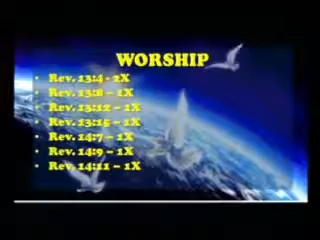 WORSHIP
• Rev. 13:4 - 2X
• Rev. 13:8 – 1X
• Rev. 13:12 – 1X
• Rev. 13:15 – 1X
• Rev. 14:7 – 1X
• Rev. 14:9 – 1X
• Rev. 14:11 – 1X